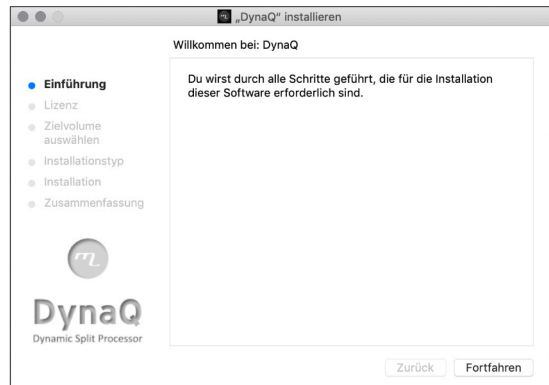 „DynaQ“ installieren
Willkommen bei: DynaQ
Einführung
Lizenz
Zielvolume
auswählen
Installationstyp
Installation
Zusammenfassung
Du wirst durch alle Schritte geführt, die für die Installation
dieser Software erforderlich sind.
DynaQ
Dynamic Split Processor
Zurück
Fortfahren